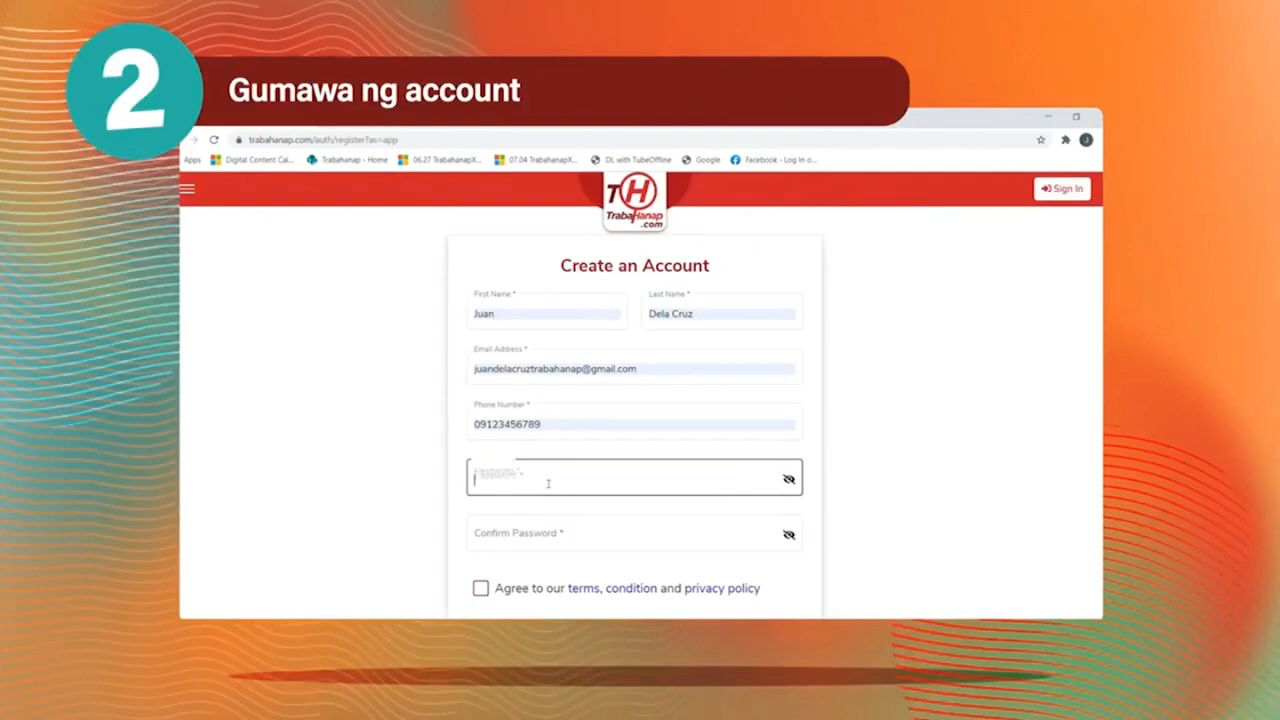 2
Gumawa ng account
trabahanap.com/auth/register?as=app
Apps Digital Content Cal... Trabahanap - Home 06.27 TrabahanapX... 07.04 TrabahanapX... DL with TubeOffline Google Facebook - Log In o...
TH
TrabaHanap
.com
Sign In
Create an Account
First Name * Last Name *
Juan Dela Cruz
Email Address *
juandelacruztrabahanap@gmail.com
Phone Number *
09123456789
Confirm Password *
Agree to our terms, condition and privacy policy